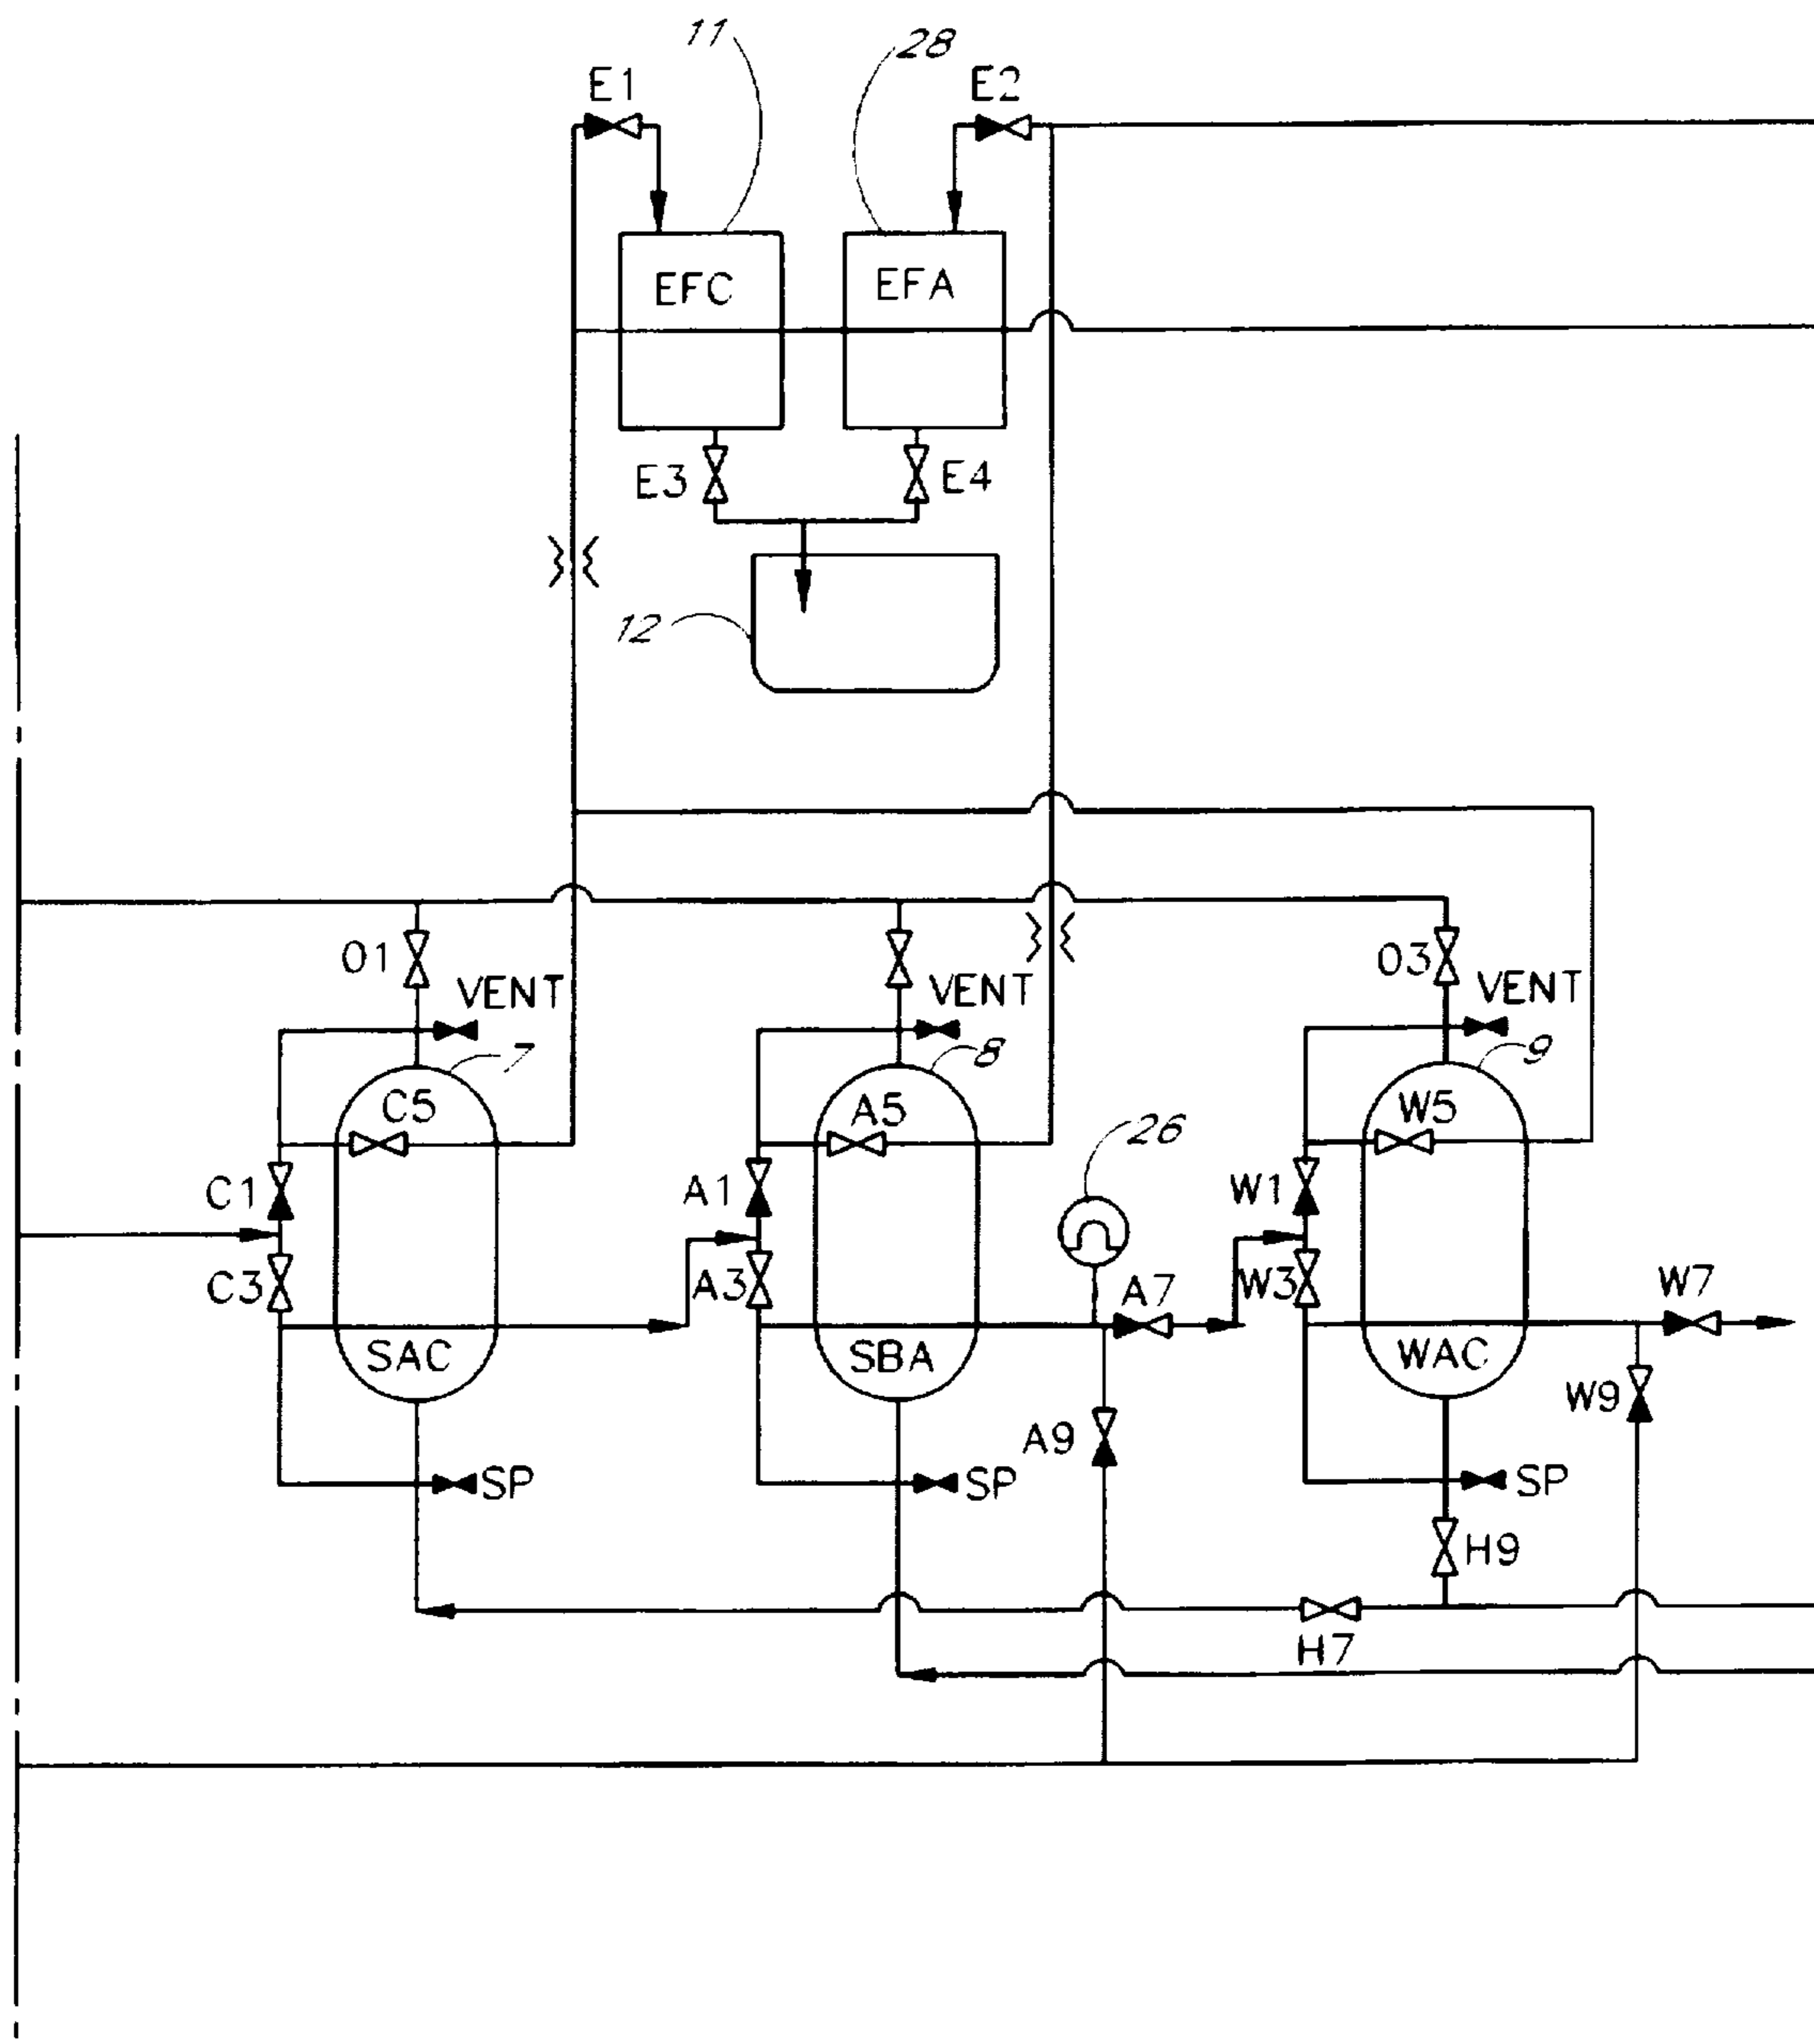 11
28
E1
E2
EFC
EFA
E3
E4
12
O1
VENT
VENT
O3
VENT
7
8
9
C5
A5
W5
26
C1
A1
W1
C3
A3
A7
W3
W7
SAC
SBA
WAC
W9
A9
SP
SP
SP
H9
H7